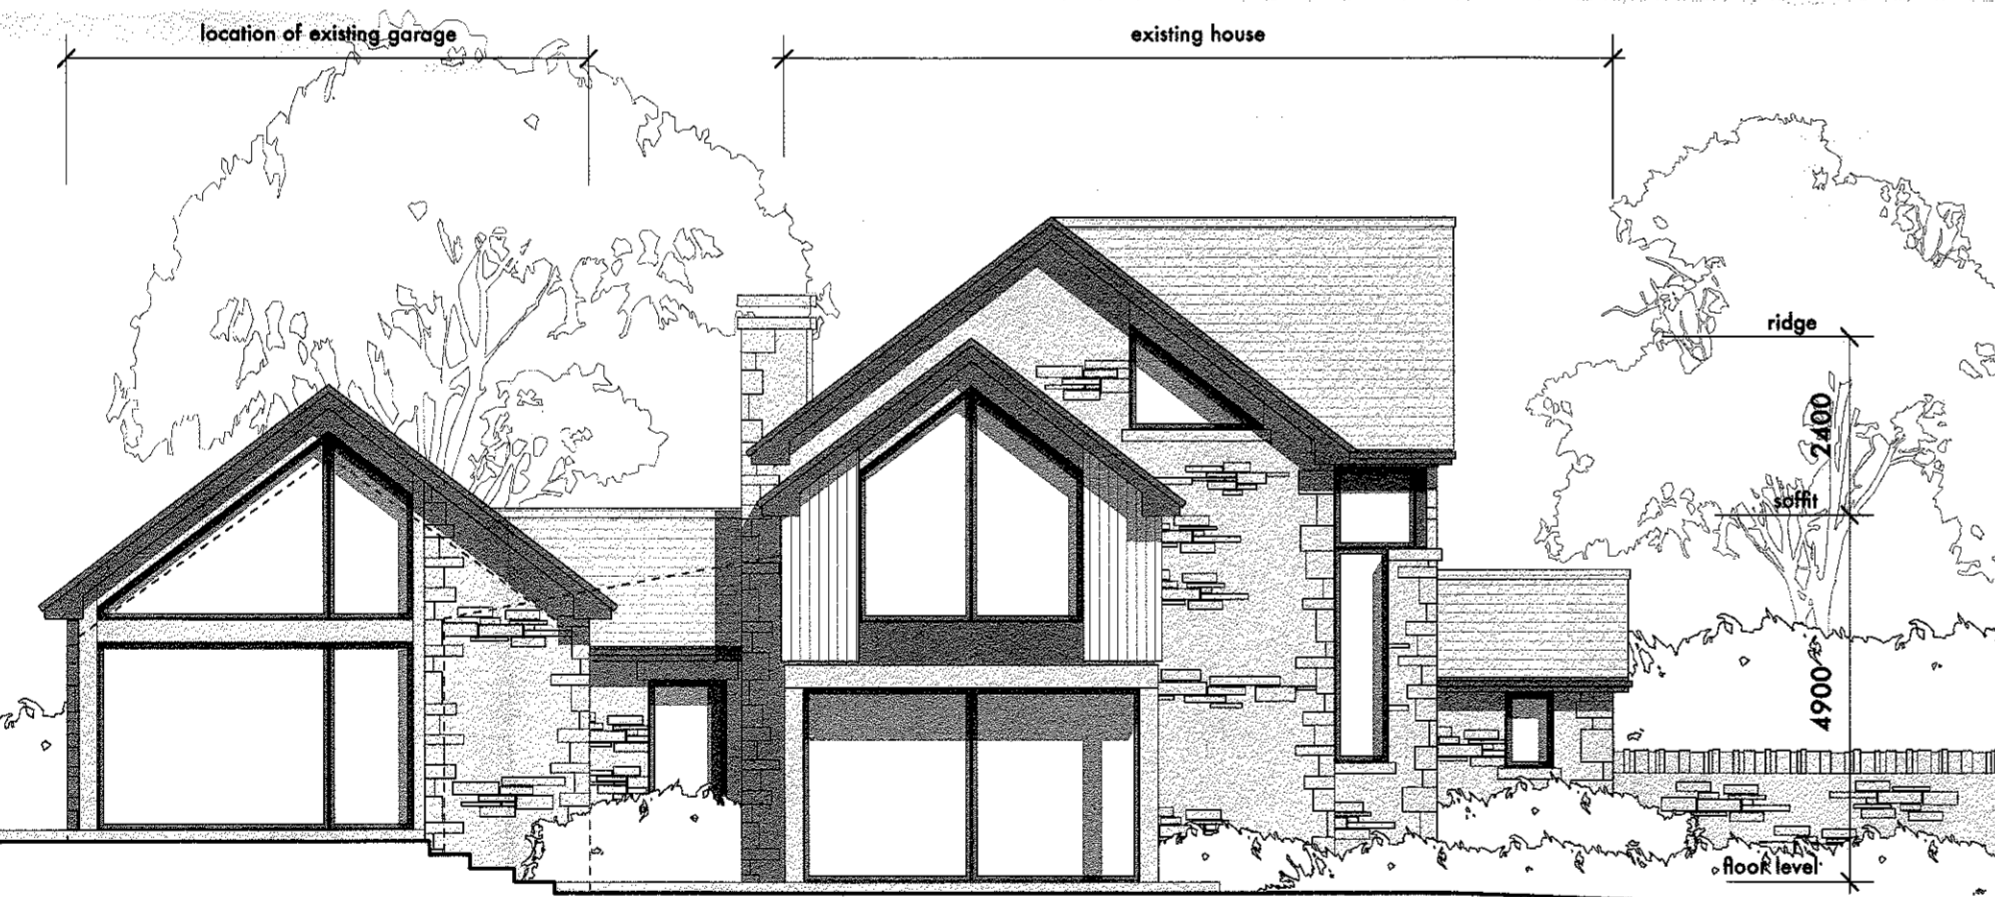 location of existing garage
existing house
ridge
2400
soffit
4900
floor level